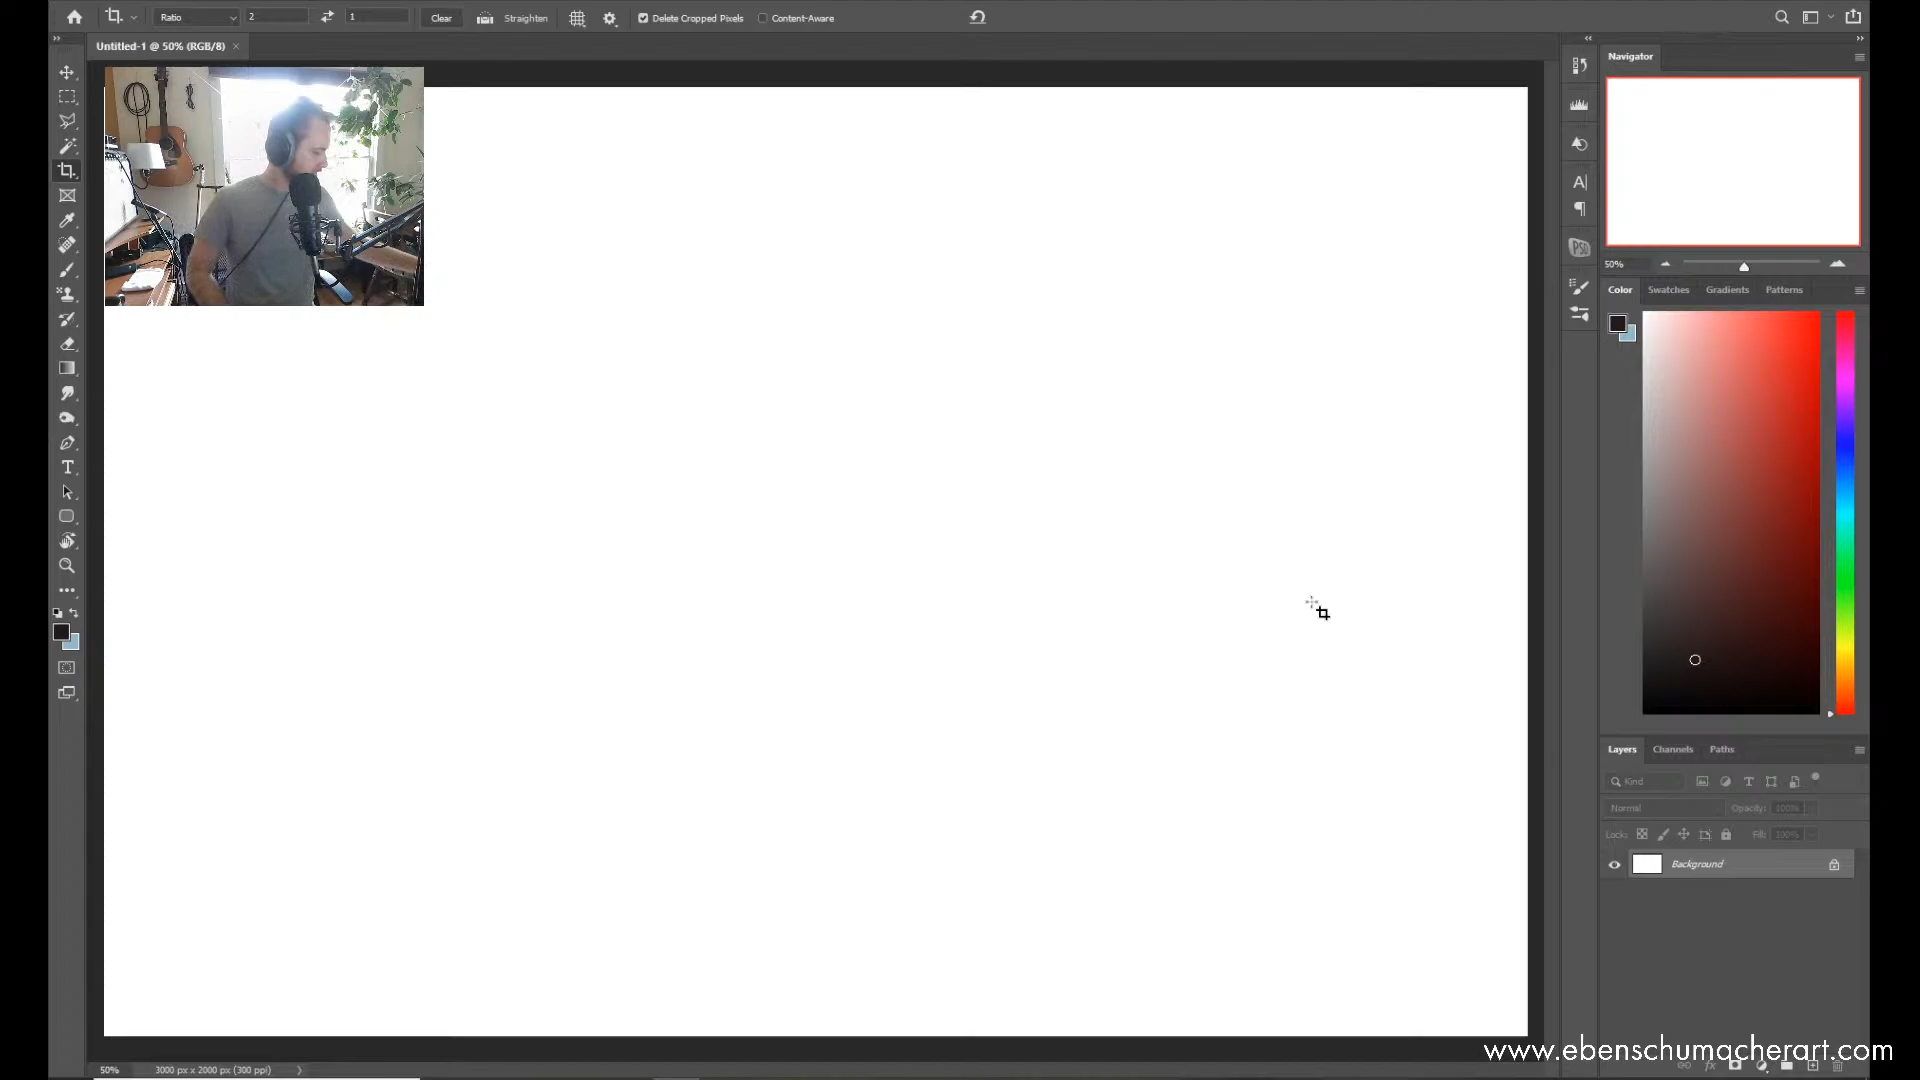 Ratio 2 1 Clear Straighten Delete Cropped Pixels Content-Aware
Untitled-1 @ 50% (RGB/8) ×
Navigator
50%
Color Swatches Gradients Patterns
Layers Channels Paths
Kind
Normal Opacity: 100%
Lock: Fill: 100%
Background
50% 3000 px x 2000 px (300 ppi)
www.ebenschumacherart.com